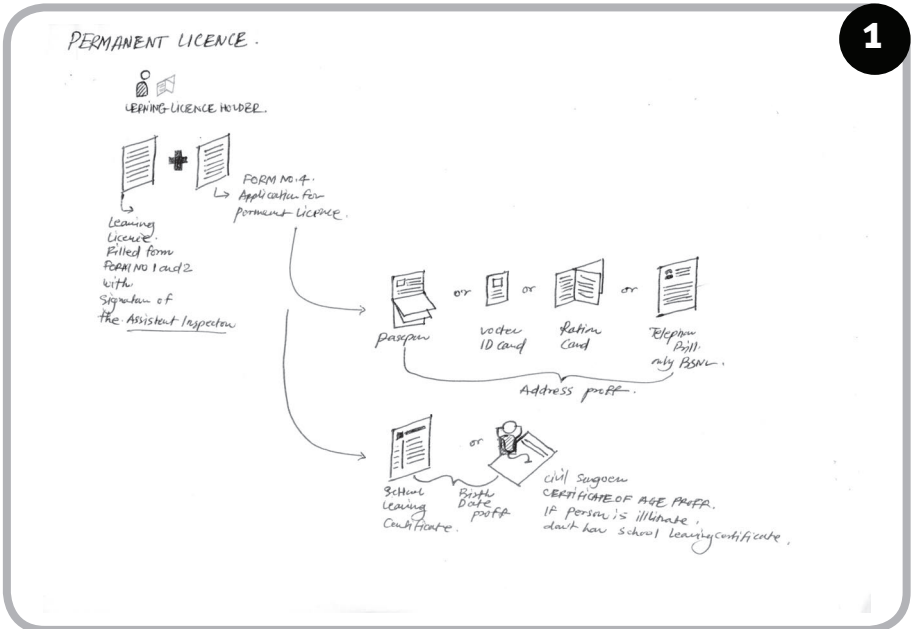 1
PERMANENT LICENCE.
LERNING LICENCE HOLDER.
FORM NO.4.
Application for
permant Licence.
Leaving
Licence.
Filled form
FORM NO 1 and 2
with
Signature of
the Assistent Inspector
or
or
or
passport
voter
ID card
Ration
Card
Telephone
Bill
only BSNL.
Address proff.
or
School
Leaving
Certificate.
Birth
Date
proff
civil surgeon
CERTIFICATE OF AGE PROFF.
If person is illitrate,
don't have school leaving certificate,